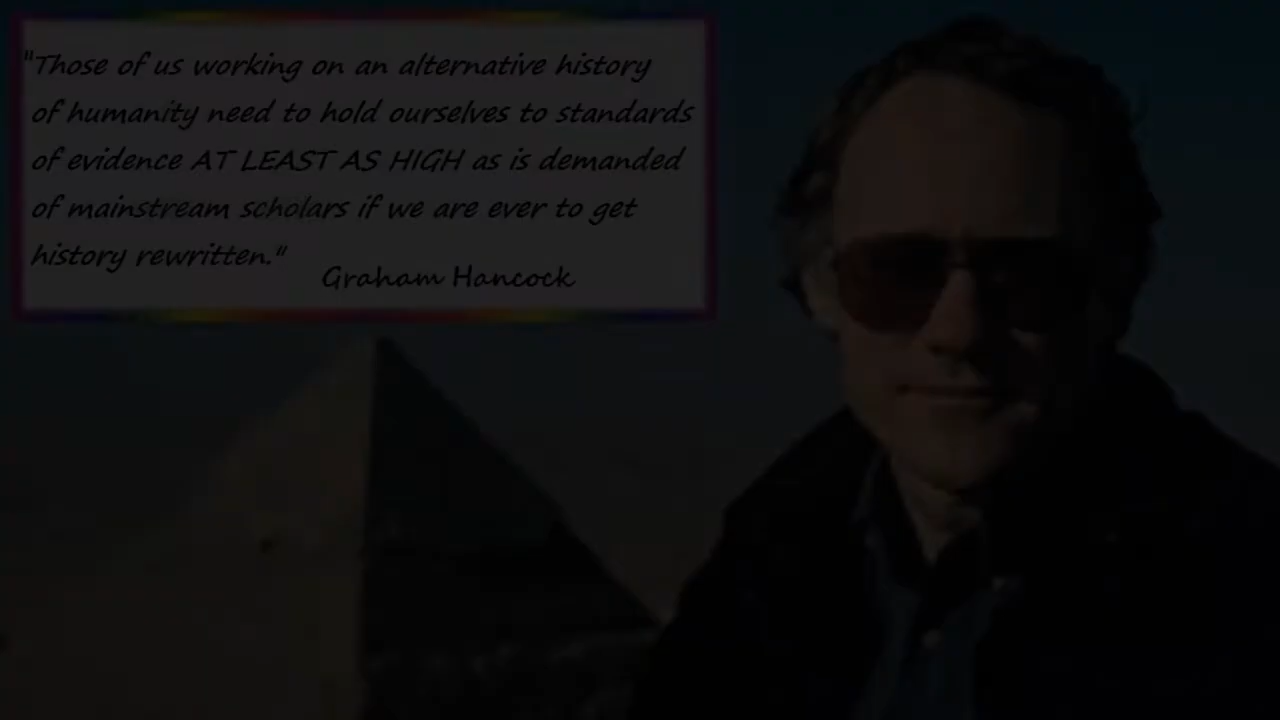 "Those of us working on an alternative history
of humanity need to hold ourselves to standards
of evidence AT LEAST AS HIGH as is demanded
of mainstream scholars if we are ever to get
history rewritten."
Graham Hancock